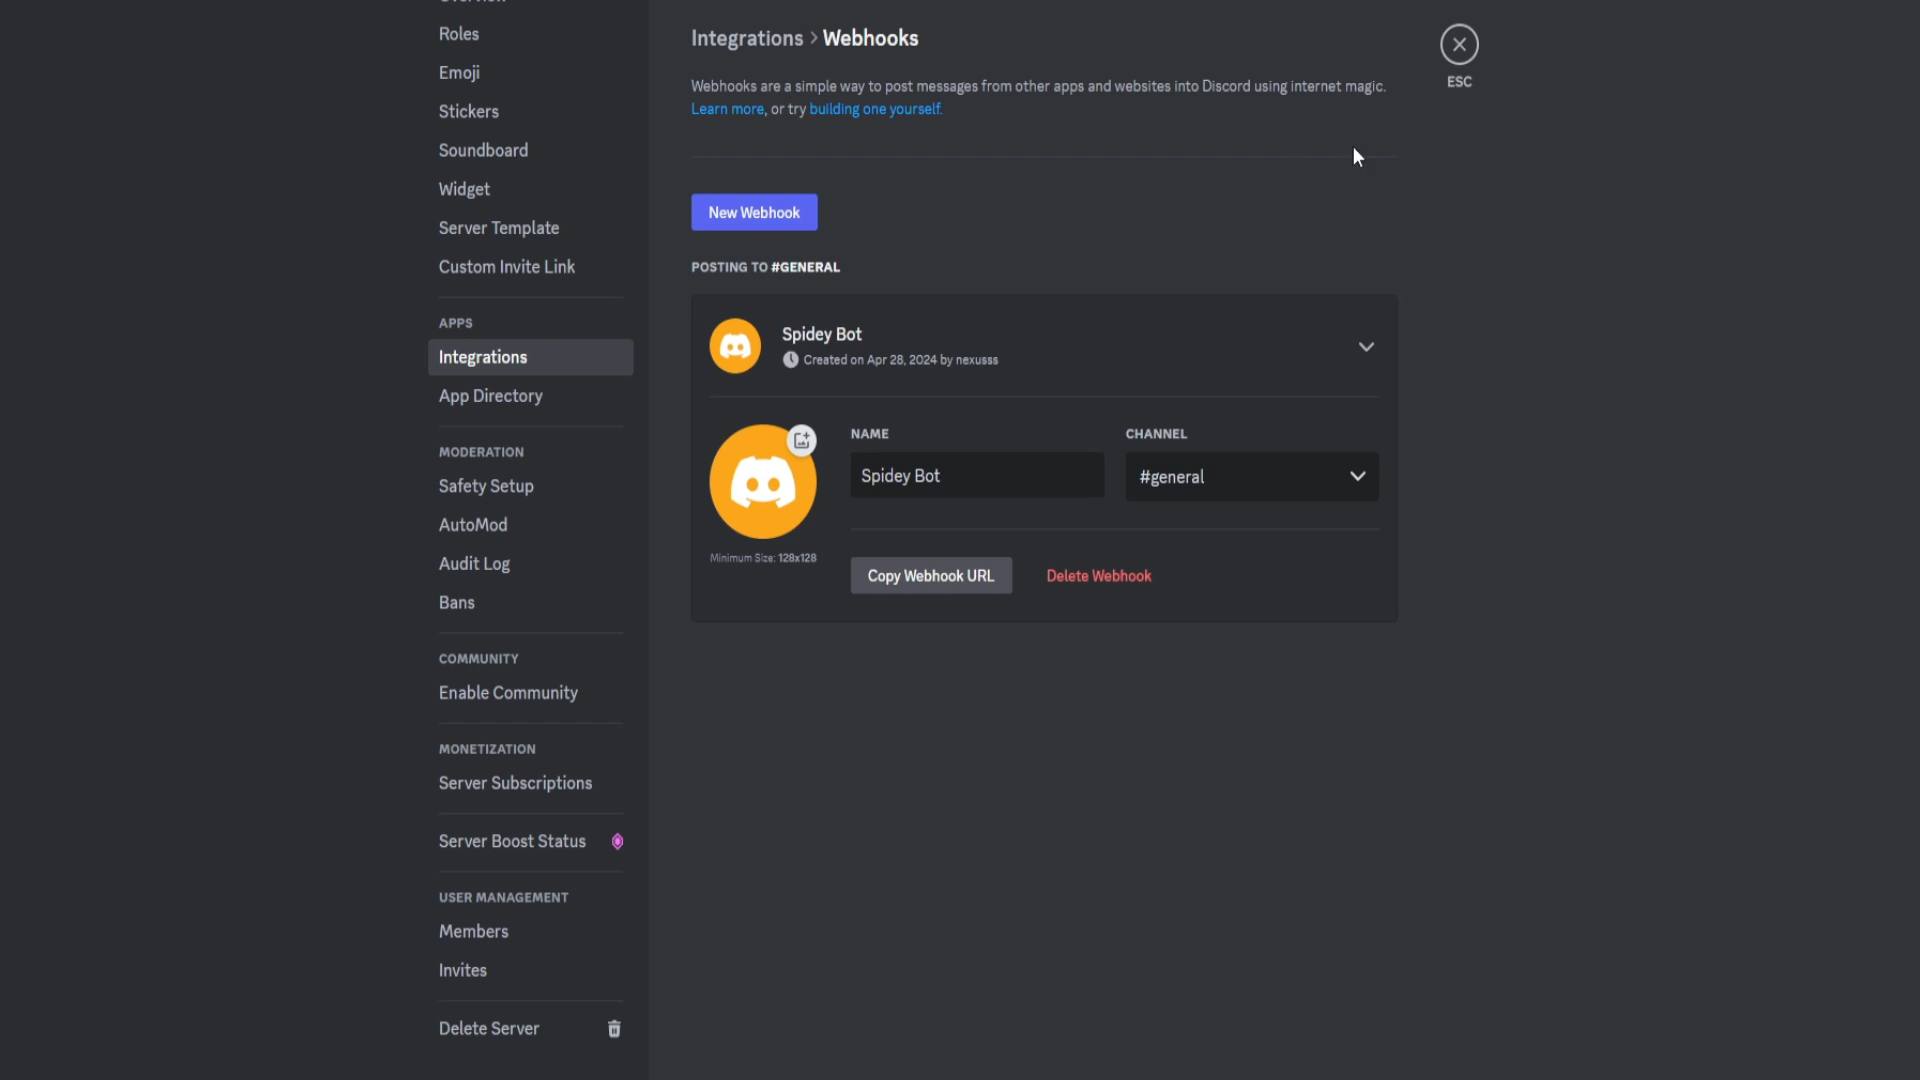 Roles
Emoji
Stickers
Soundboard
Widget
Server Template
Custom Invite Link
APPS
Integrations
App Directory
MODERATION
Safety Setup
AutoMod
Audit Log
Bans
COMMUNITY
Enable Community
MONETIZATION
Server Subscriptions
Server Boost Status
USER MANAGEMENT
Members
Invites
Delete Server
Integrations > Webhooks
Webhooks are a simple way to post messages from other apps and websites into Discord using internet magic.
Learn more, or try building one yourself.
New Webhook
POSTING TO #GENERAL
Spidey Bot
Created on Apr 28, 2024 by nexusss
Minimum Size: 128x128
NAME
Spidey Bot
CHANNEL
#general
Copy Webhook URL
Delete Webhook
ESC